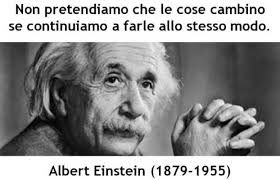 Non pretendiamo che le cose cambino
se continuiamo a farle allo stesso modo.
Albert Einstein (1879-1955)